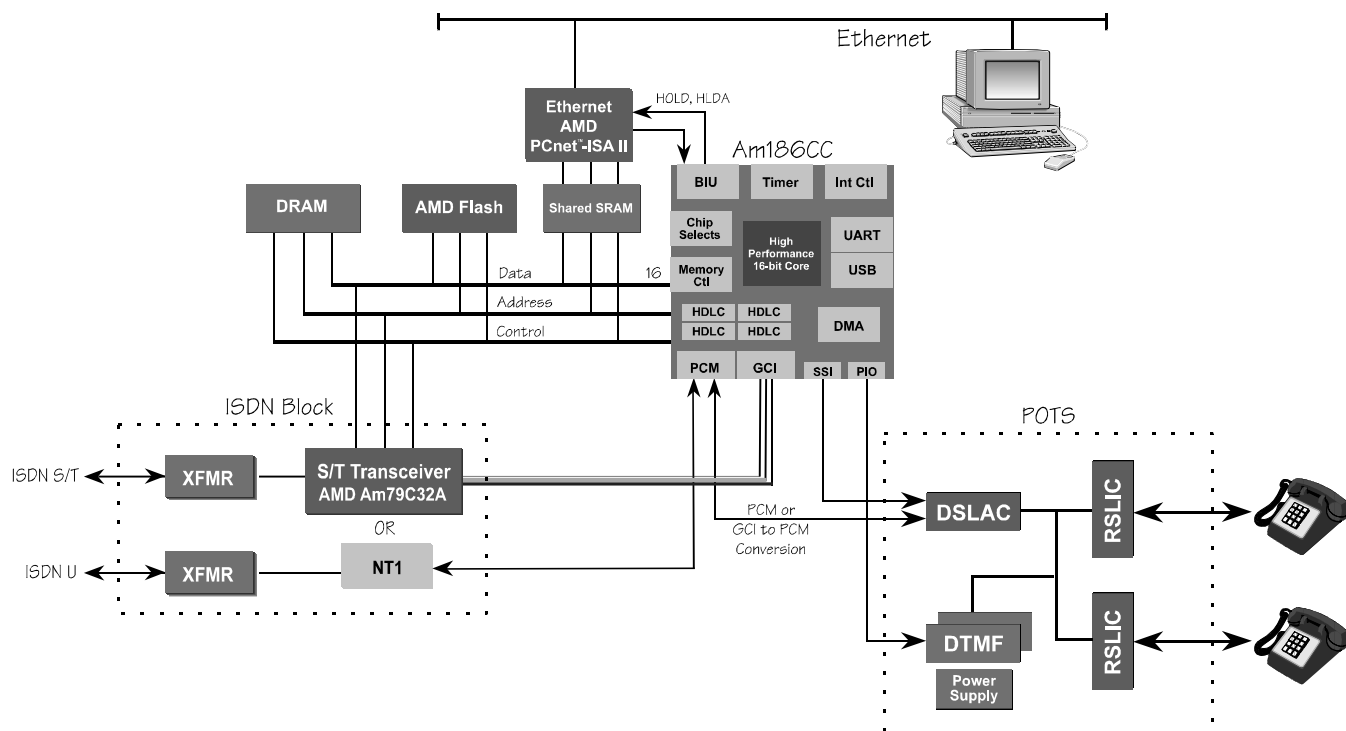 Ethernet
Ethernet
AMD
PCnet™-ISA II
HOLD, HLDA
Am186CC
BIU
Timer
Int Ctl
DRAM
AMD Flash
Shared SRAM
Chip
Selects
High
Performance
16-bit Core
UART
USB
Data
16
Memory
Ctl
Address
HDLC
HDLC
HDLC
HDLC
DMA
Control
PCM
GCI
SSI
PIO
ISDN Block
POTS
ISDN S/T
XFMR
S/T Transceiver
AMD Am79C32A
OR
ISDN U
XFMR
NT1
PCM or
GCI to PCM
Conversion
DSLAC
RSLIC
DTMF
RSLIC
Power
Supply